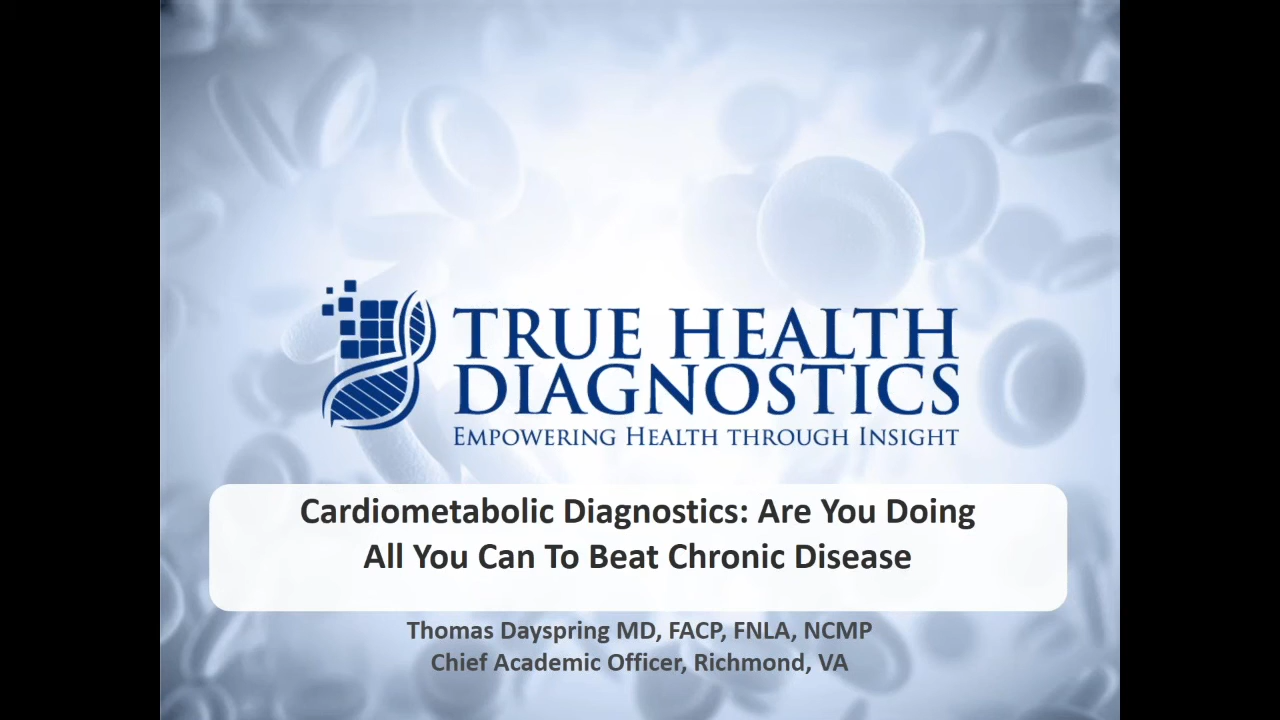 TRUE HEALTH
DIAGNOSTICS
EMPOWERING HEALTH THROUGH INSIGHT
Cardiometabolic Diagnostics: Are You Doing
All You Can To Beat Chronic Disease
Thomas Dayspring MD, FACP, FNLA, NCMP
Chief Academic Officer, Richmond, VA